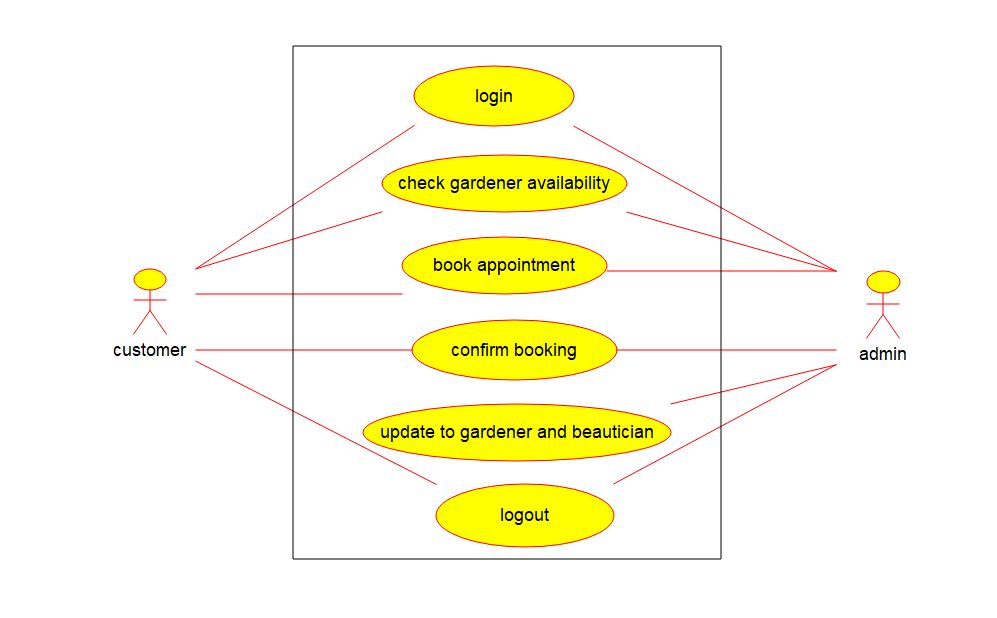 login
check gardener availability
book appointment
customer
confirm booking
admin
update to gardener and beautician
logout